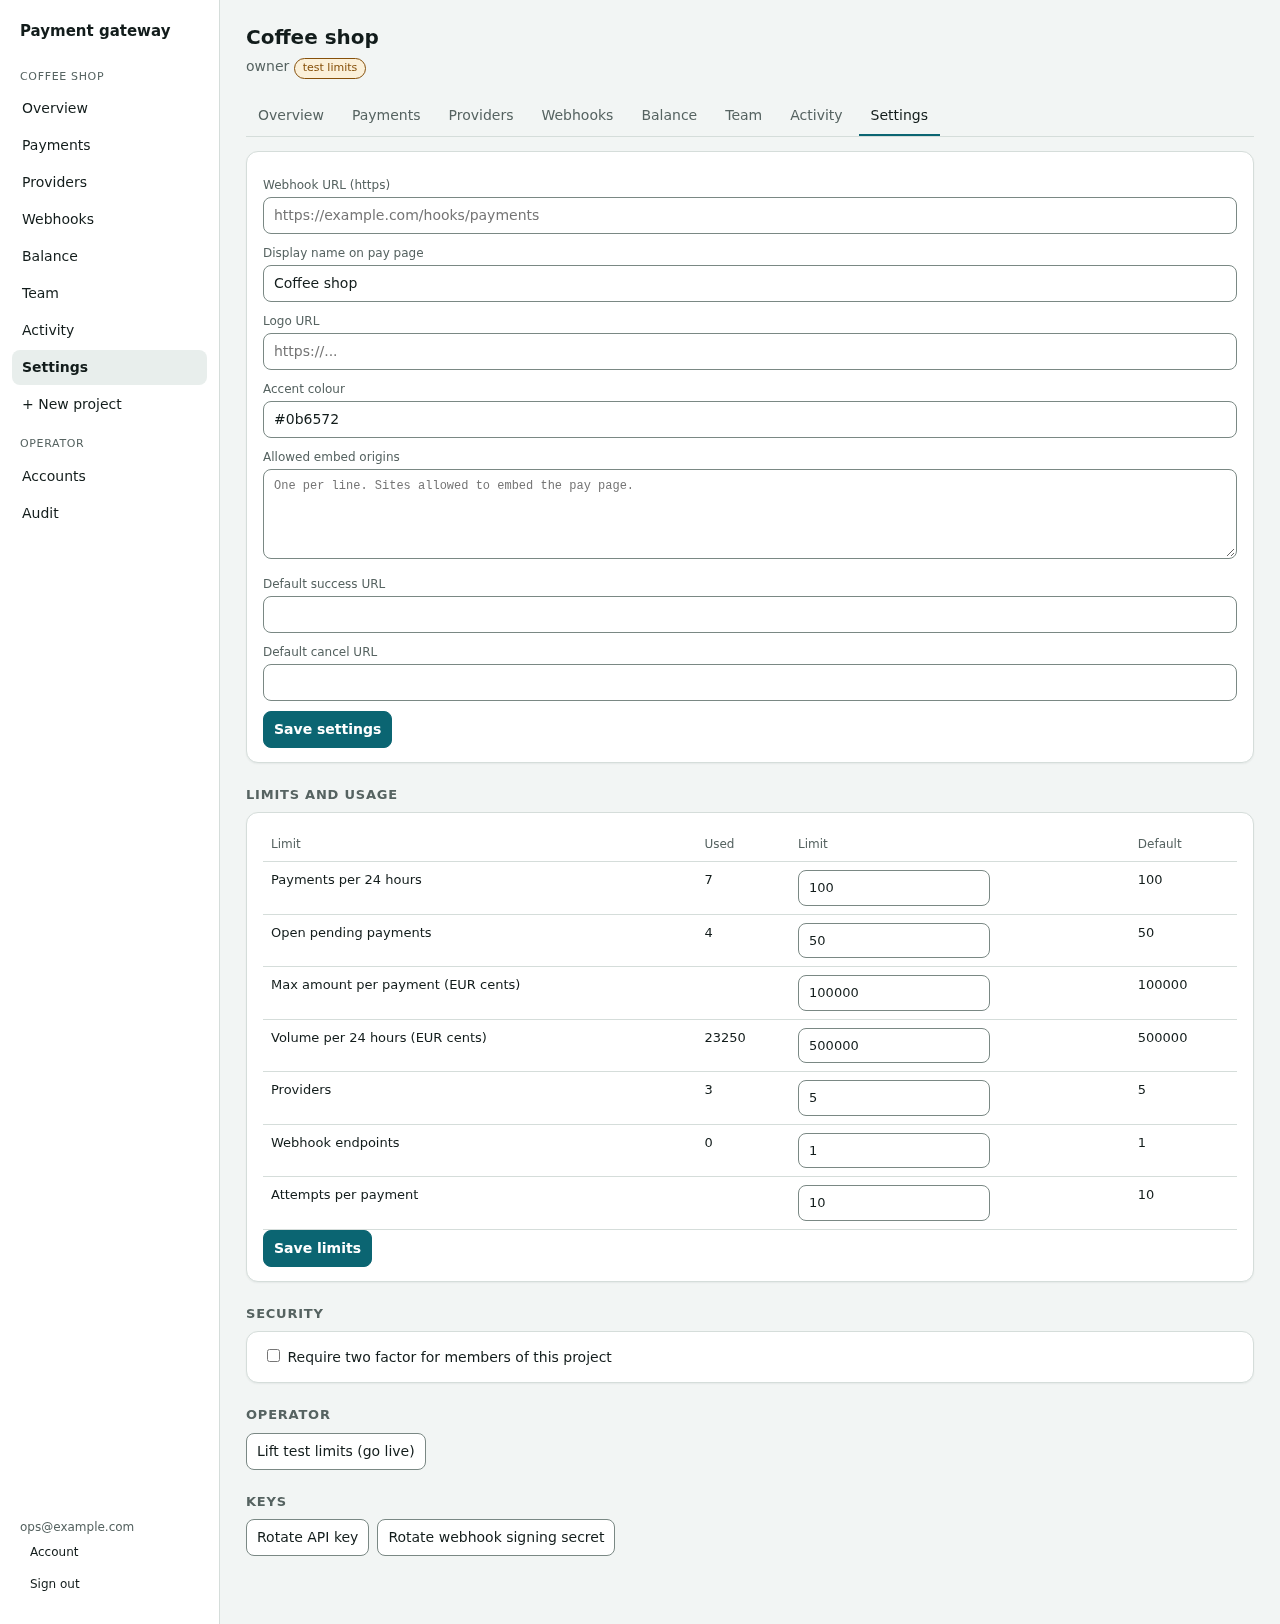 Payment gateway
COFFEE SHOP
Overview
Payments
Providers
Webhooks
Balance
Team
Activity
Settings
+ New project
OPERATOR
Accounts
Audit
ops@example.com
Account
Sign out
Coffee shop
owner test limits
Overview Payments Providers Webhooks Balance Team Activity Settings
Webhook URL (https)
https://example.com/hooks/payments
Display name on pay page
Coffee shop
Logo URL
https://...
Accent colour
#0b6572
Allowed embed origins
One per line. Sites allowed to embed the pay page.
Default success URL
Default cancel URL
Save settings
LIMITS AND USAGE
Limit Used Limit Default
Payments per 24 hours 7 100 100
Open pending payments 4 50 50
Max amount per payment (EUR cents) 100000 100000
Volume per 24 hours (EUR cents) 23250 500000 500000
Providers 3 5 5
Webhook endpoints 0 1 1
Attempts per payment 10 10
Save limits
SECURITY
Require two factor for members of this project
OPERATOR
Lift test limits (go live)
KEYS
Rotate API key Rotate webhook signing secret